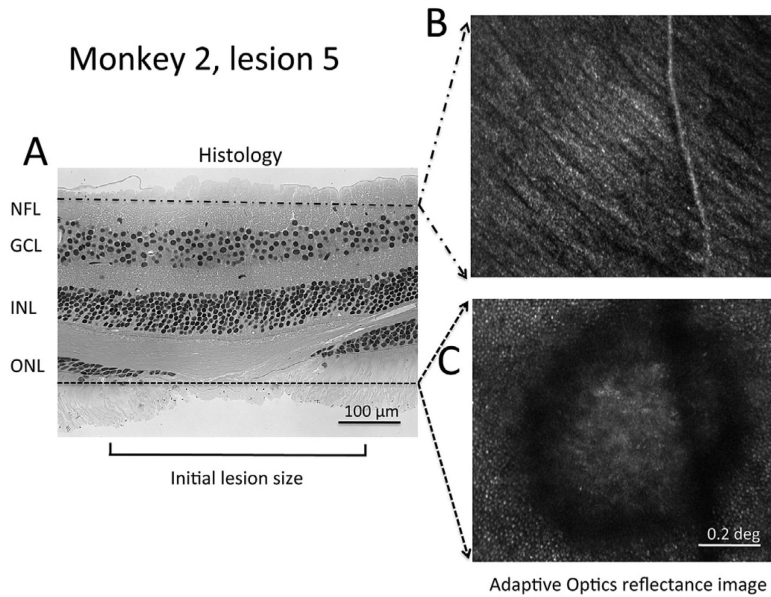 Monkey 2, lesion 5
A
Histology
NFL
GCL
INL
ONL
100 µm
Initial lesion size
B
C
0.2 deg
Adaptive Optics reflectance image